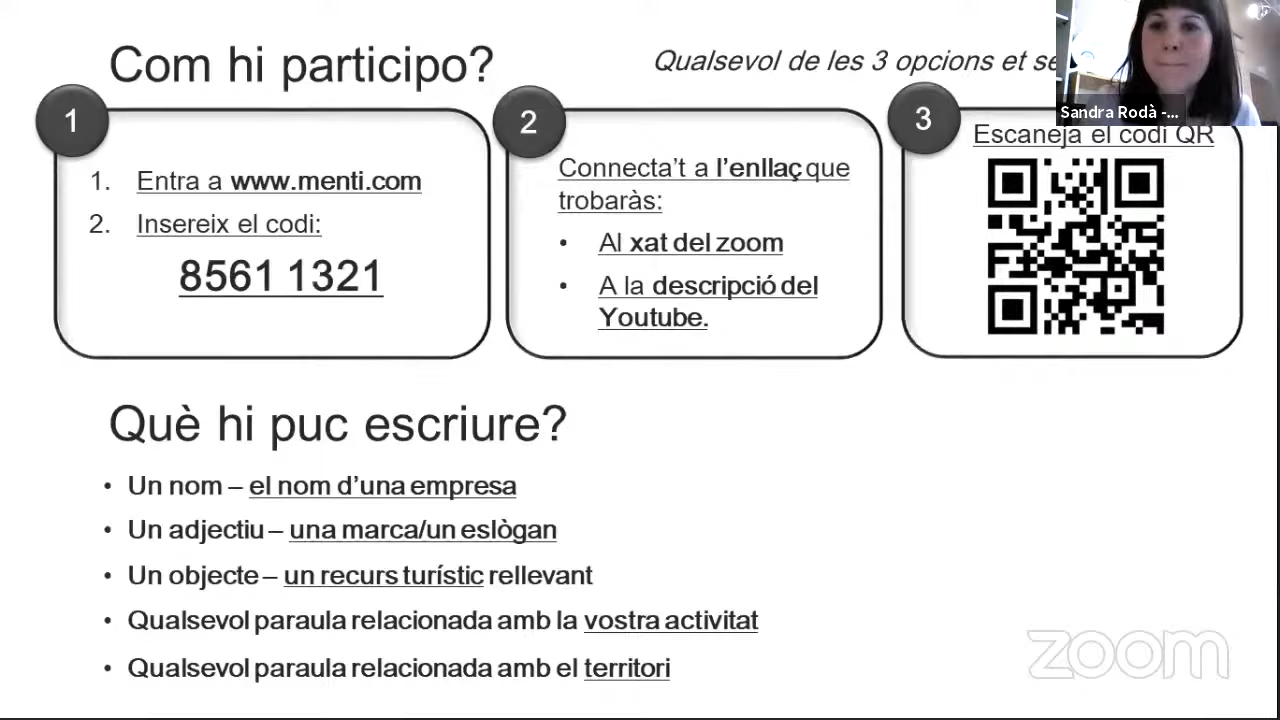 Com hi participo?
Qualsevol de les 3 opcions et
Sandra Rodà -...
1
1. Entra a www.menti.com
2. Insereix el codi:
8561 1321
2
Connecta't a l'enllaç que
trobaràs:
• Al xat del zoom
• A la descripció del
Youtube.
3
Escaneja el codi QR
Què hi puc escriure?
• Un nom – el nom d'una empresa
• Un adjectiu – una marca/un eslògan
• Un objecte – un recurs turístic rellevant
• Qualsevol paraula relacionada amb la vostra activitat
• Qualsevol paraula relacionada amb el territori
zoom